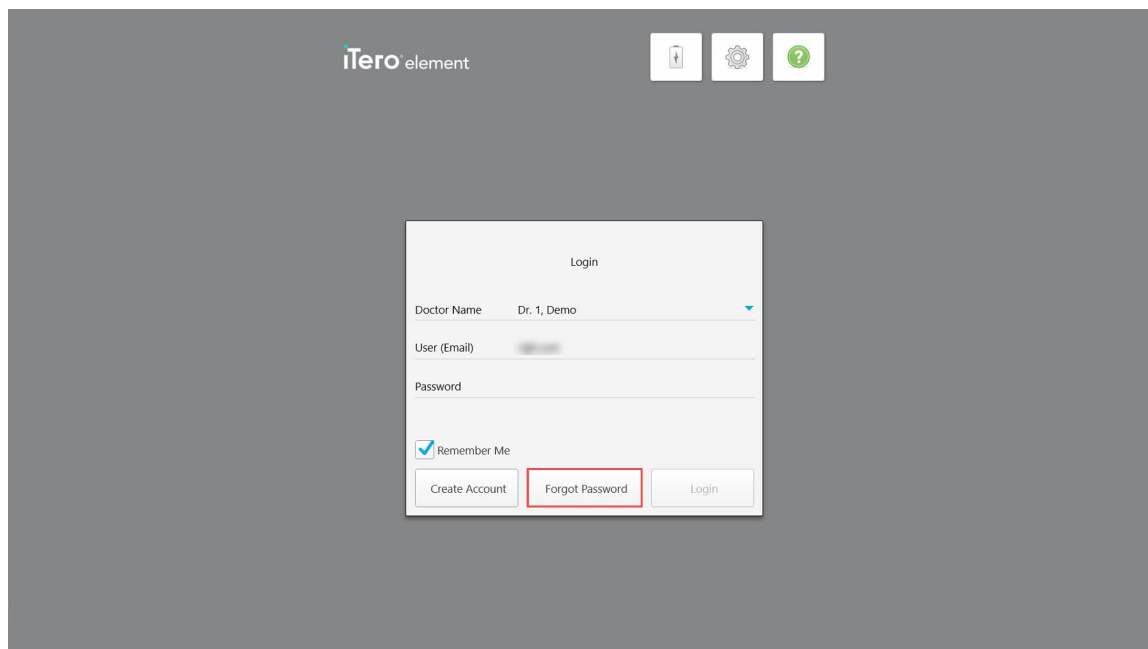 iTero element
?
Login
Doctor Name Dr. 1, Demo
User (Email)
Password
Remember Me
Create Account Forgot Password Login